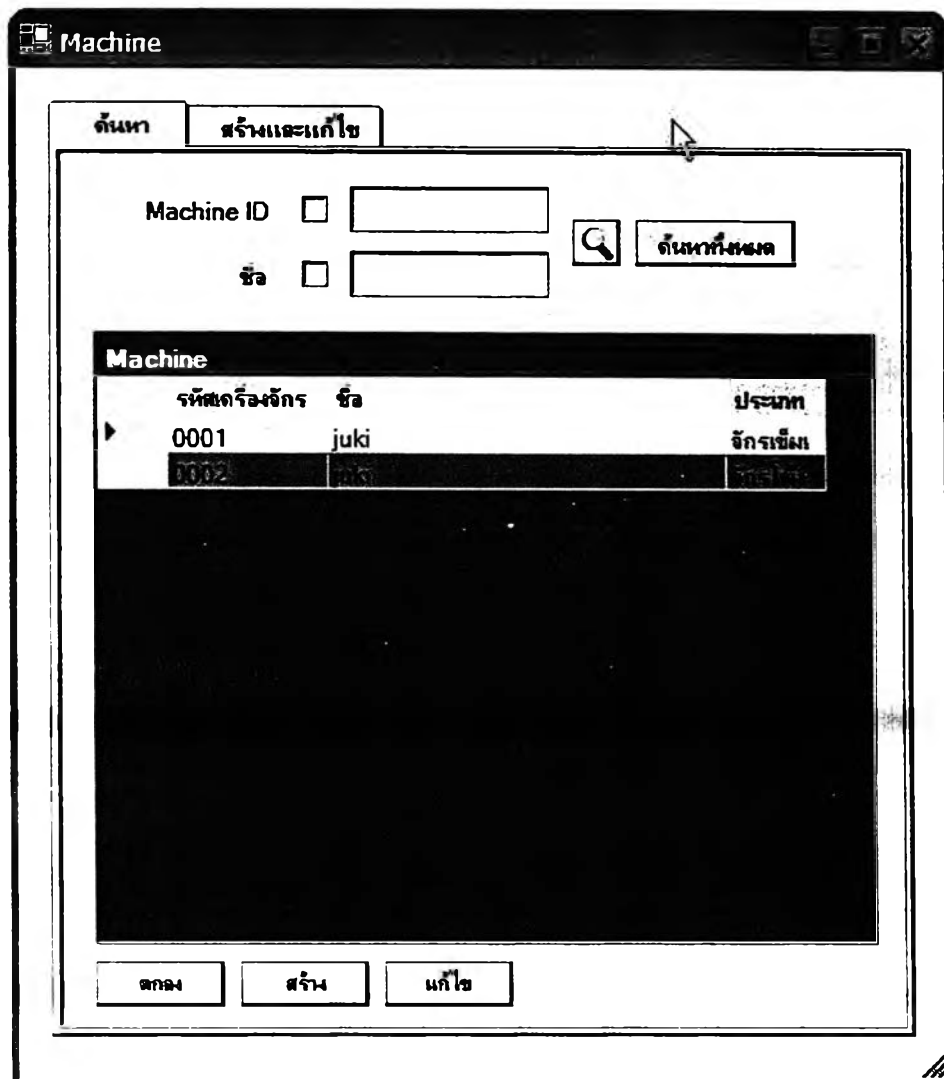 Machine
ค้นหา สร้างและแก้ไข
Machine ID
ค้นหาทั้งหมด
ชื่อ
Machine
รหัสเครื่องจักร ชื่อ ประเภท
0001 juki จักรเข็ม
0002 juki
ตกลง สร้าง แก้ไข